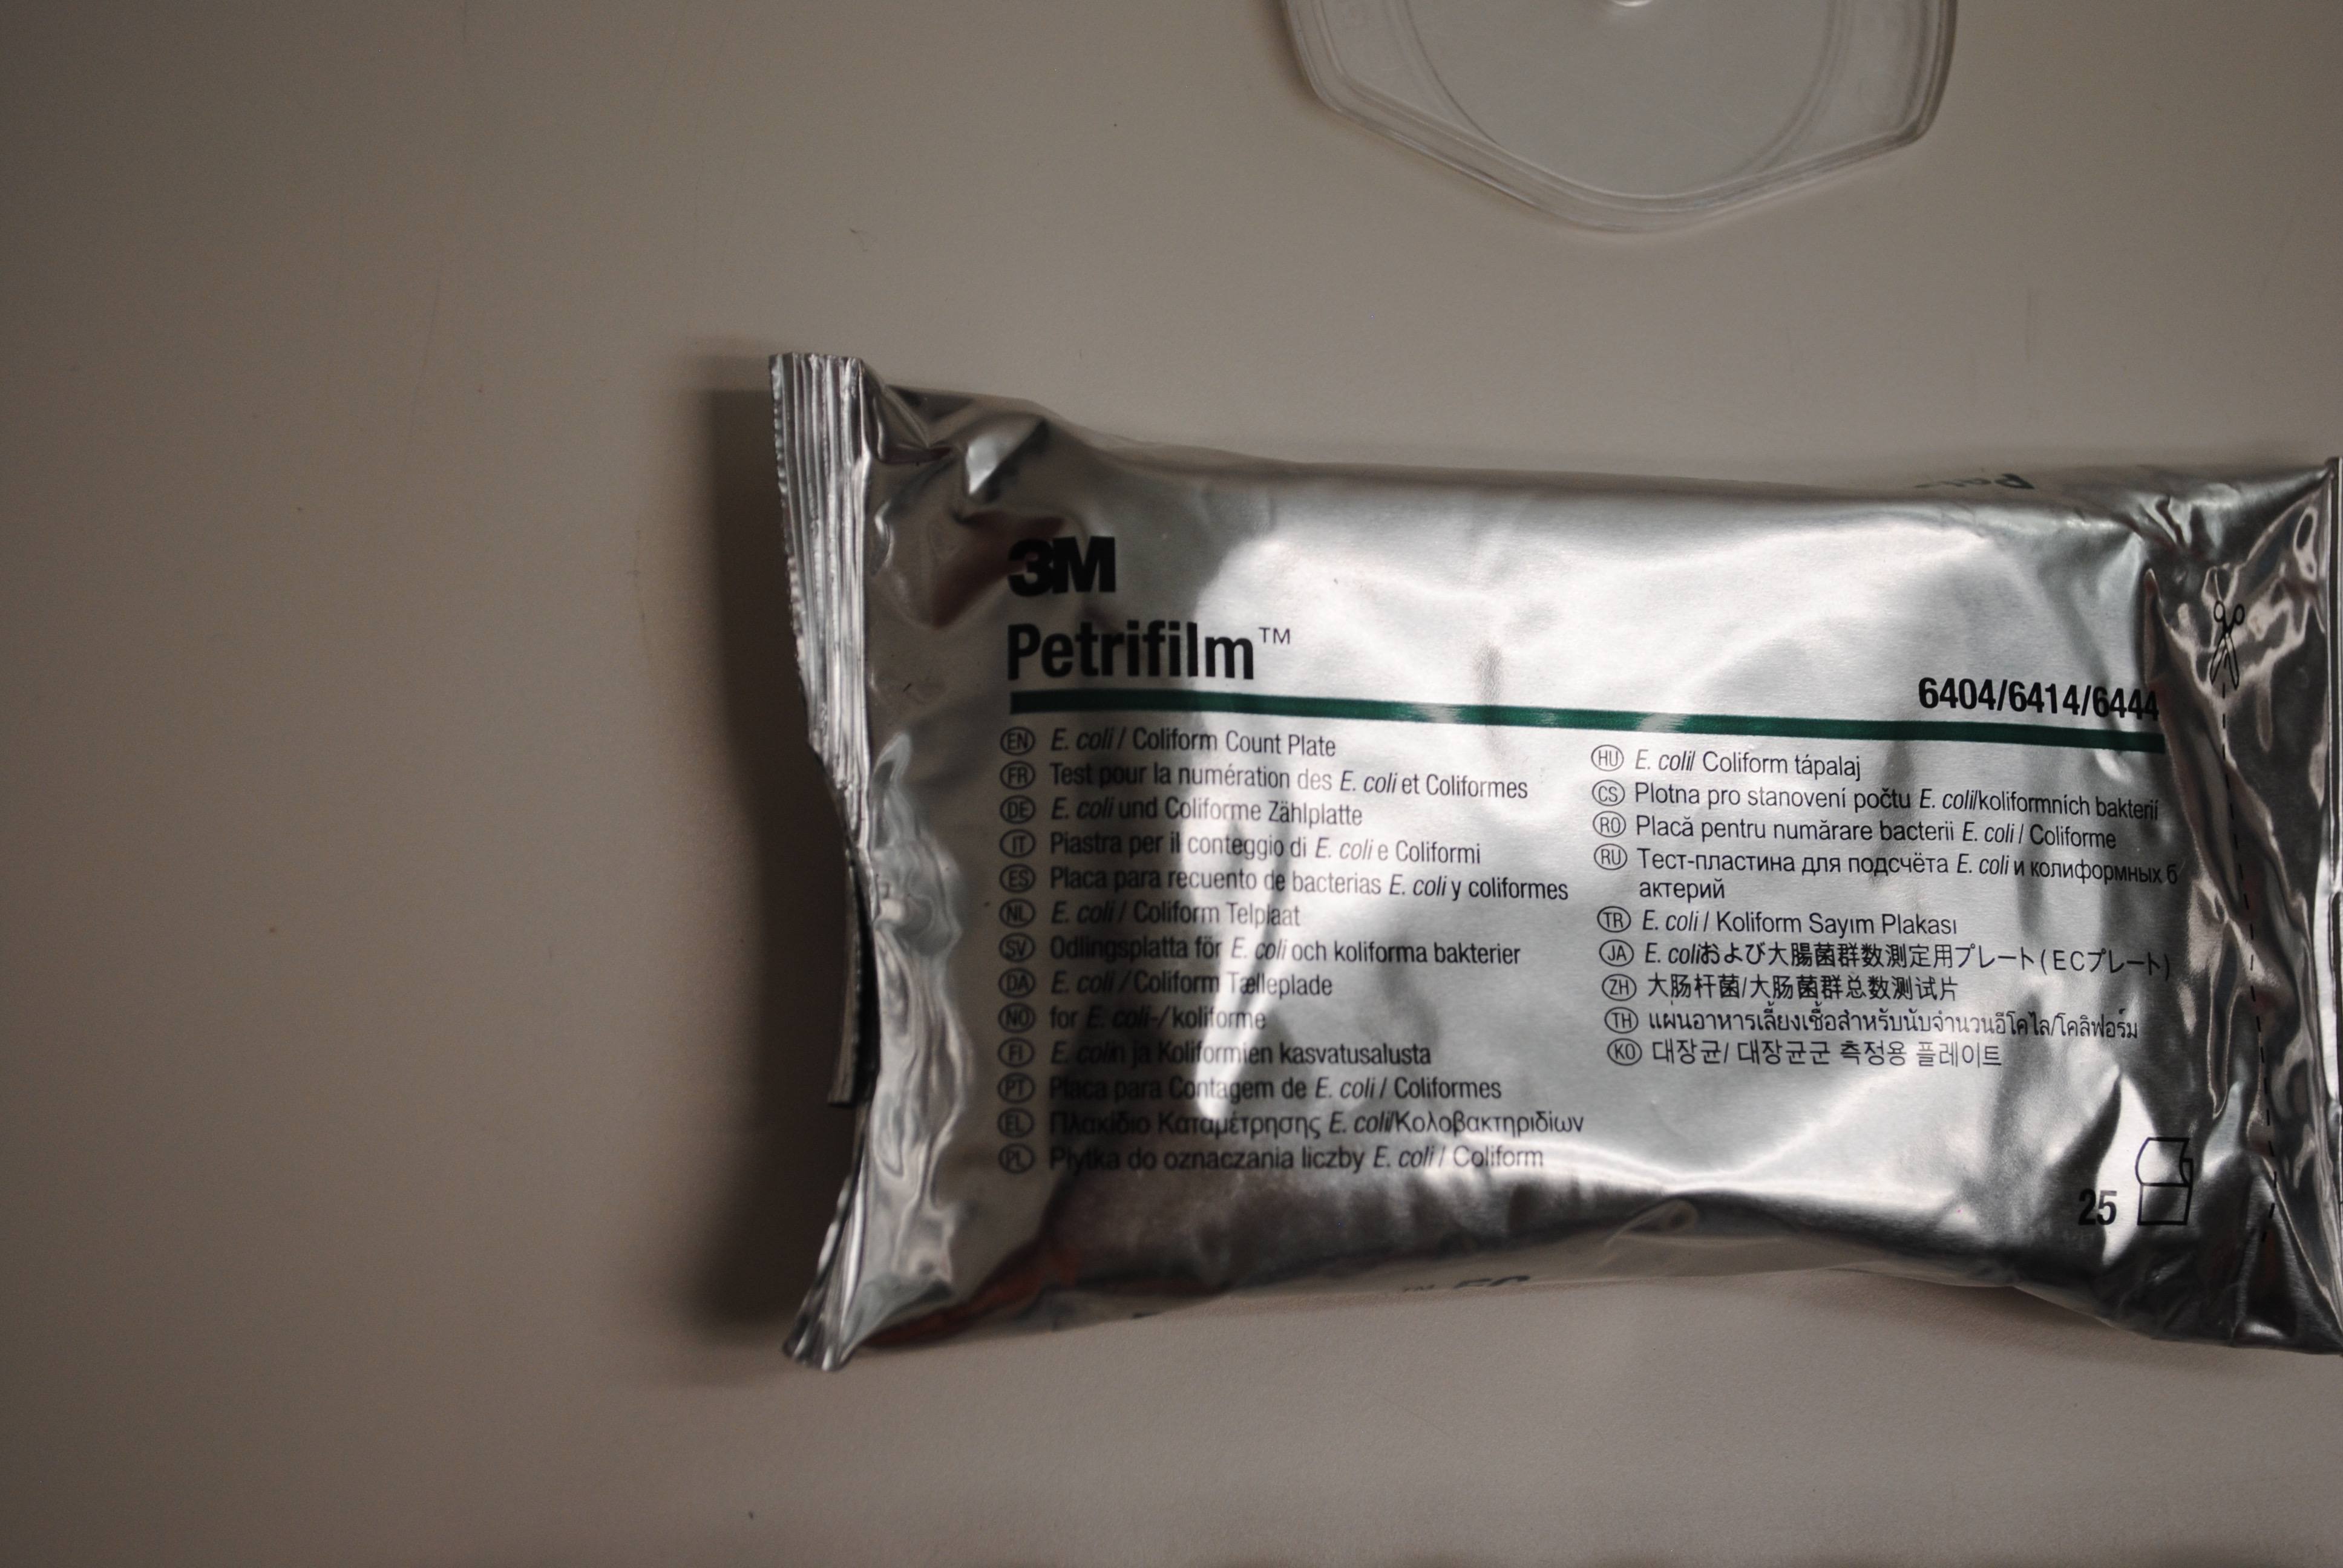 3M
Petrifilm™
6404/6414/6444
EN E. coli / Coliform Count Plate
FR Test pour la numération des E. coli et Coliformes
DE E. coli und Coliforme Zählplatte
IT Piastra per il conteggio di E. coli e Coliformi
ES Placa para recuento de bacterias E. coli y coliformes
NL E. coli / Coliform Telplaat
SV Odlingsplatta för E. coli och koliforma bakterier
DA E. coli / Coliform Tælleplade
NO for E. coli-/koliforme
FI E. colin ja Koliformien kasvatusalusta
PT Placa para Contagem de E. coli / Coliformes
EL Πλακίδιο Καταμέτρησης E. coli/Κολοβακτηριδίων
PL Płytka do oznaczania liczby E. coli / Coliform
HU E. coli/ Coliform tápalaj
CS Plotna pro stanovení počtu E. coli/koliformních bakterií
RO Placă pentru numărare bacterii E. coli / Coliforme
RU Тест-пластина для подсчёта E. coli и колиформных б
актерий
TR E. coli / Koliform Sayım Plakası
JA E. coliおよび大腸菌群数測定用プレート(ECプレート)
ZH 大肠杆菌/大肠菌群总数测试片
TH แผ่นอาหารเลี้ยงเชื้อสำหรับนับจำนวนอีโคไล/โคลิฟอร์ม
KO 대장균/ 대장균군 측정용 플레이트
25